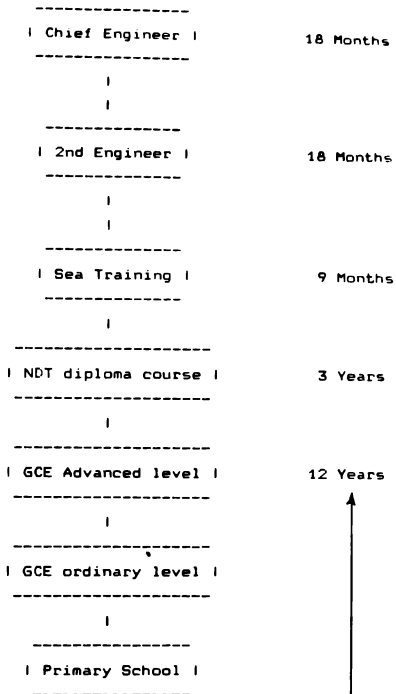 Chief Engineer 18 Months
2nd Engineer 18 Months
Sea Training 9 Months
NDT diploma course 3 Years
GCE Advanced level 12 Years
GCE ordinary level
Primary School